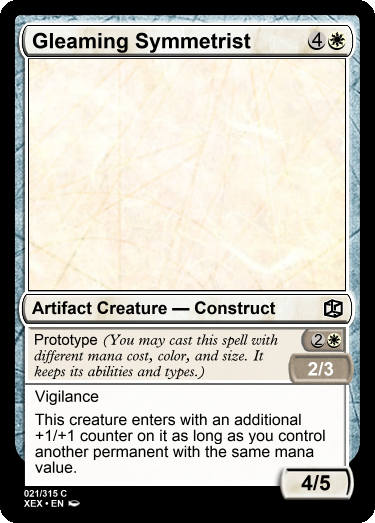 Gleaming Symmetrist 4
Artifact Creature — Construct
Prototype (You may cast this spell with 2
different mana cost, color, and size. It
keeps its abilities and types.) 2/3
Vigilance
This creature enters with an additional
+1/+1 counter on it as long as you control
another permanent with the same mana
value.
4/5
021/315 C
XEX • EN